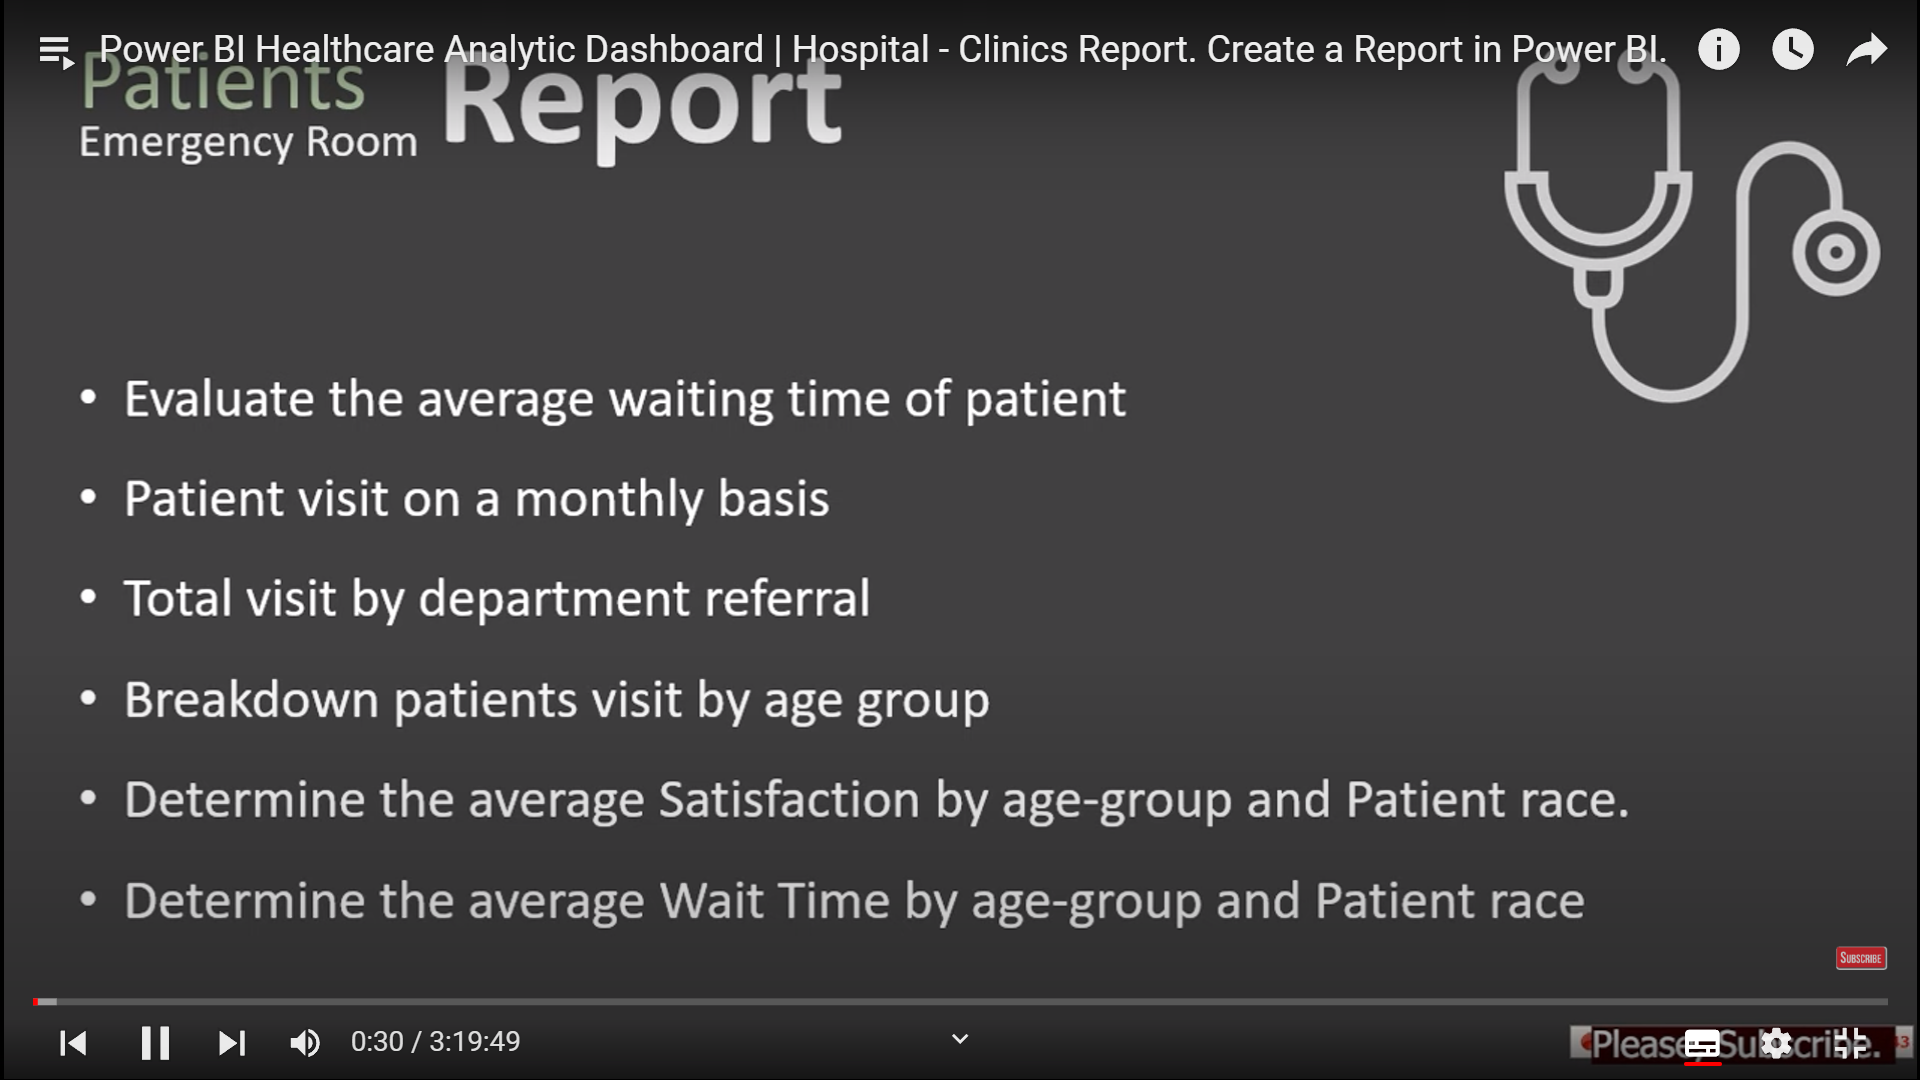 Power BI Healthcare Analytic Dashboard | Hospital - Clinics Report. Create a Report in Power BI.
Patients
Emergency Room
Report
• Evaluate the average waiting time of patient
• Patient visit on a monthly basis
• Total visit by department referral
• Breakdown patients visit by age group
• Determine the average Satisfaction by age-group and Patient race.
• Determine the average Wait Time by age-group and Patient race
SUBSCRIBE
0:30 / 3:19:49
Please Subscribe.